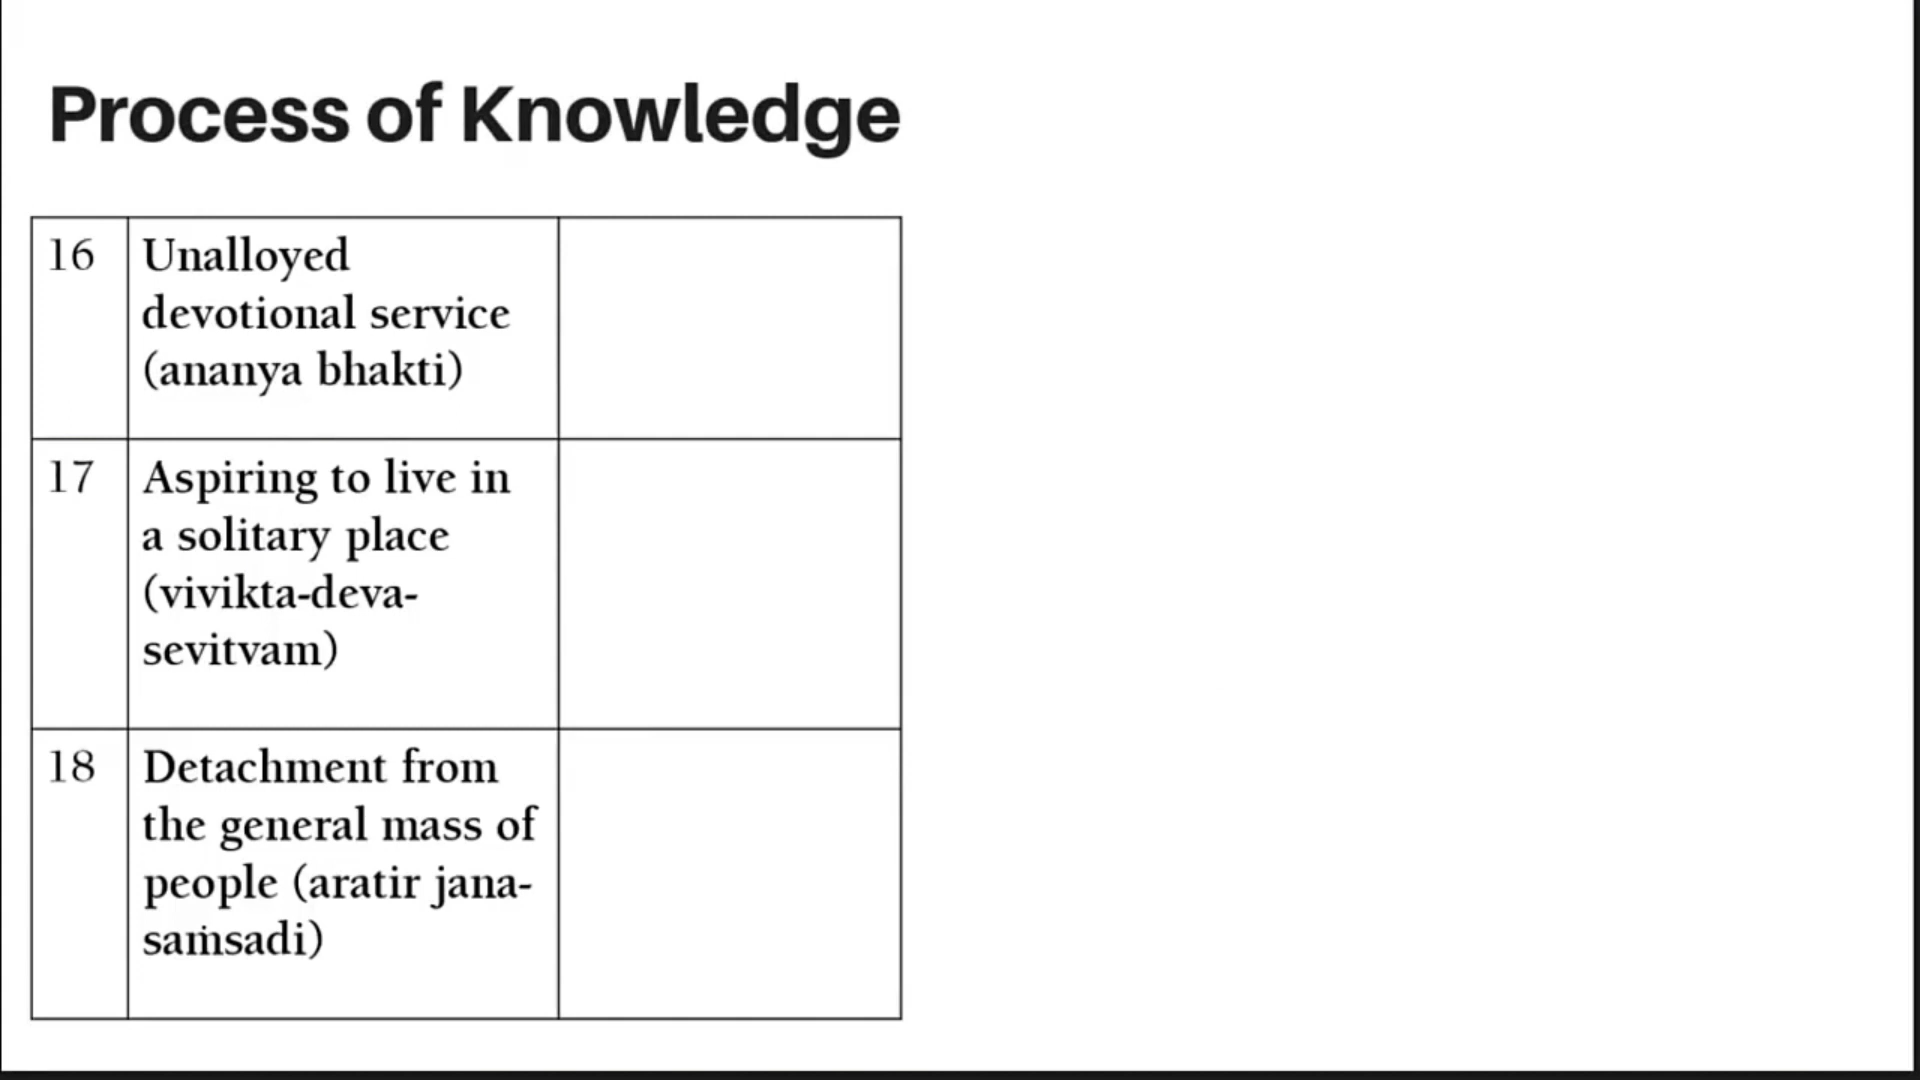 Process of Knowledge
16
Unalloyed
devotional service
(ananya bhakti)
17
Aspiring to live in
a solitary place
(vivikta-deva-
sevitvam)
18
Detachment from
the general mass of
people (aratir jana-
saṁsadi)